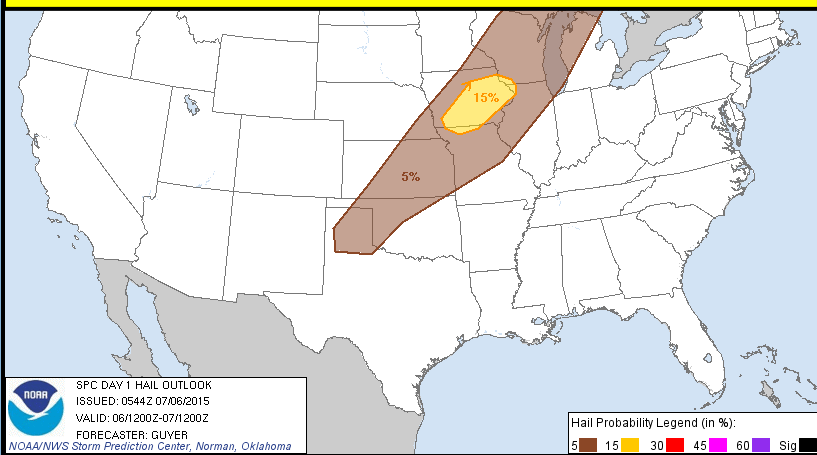 15%
5%
NOAA
SPC DAY 1 HAIL OUTLOOK
ISSUED: 0544Z 07/06/2015
VALID: 06/1200Z-07/1200Z
FORECASTER: GUYER
NOAA/NWS Storm Prediction Center, Norman, Oklahoma
Hail Probability Legend (in %):
5 15 30 45 60 Sig